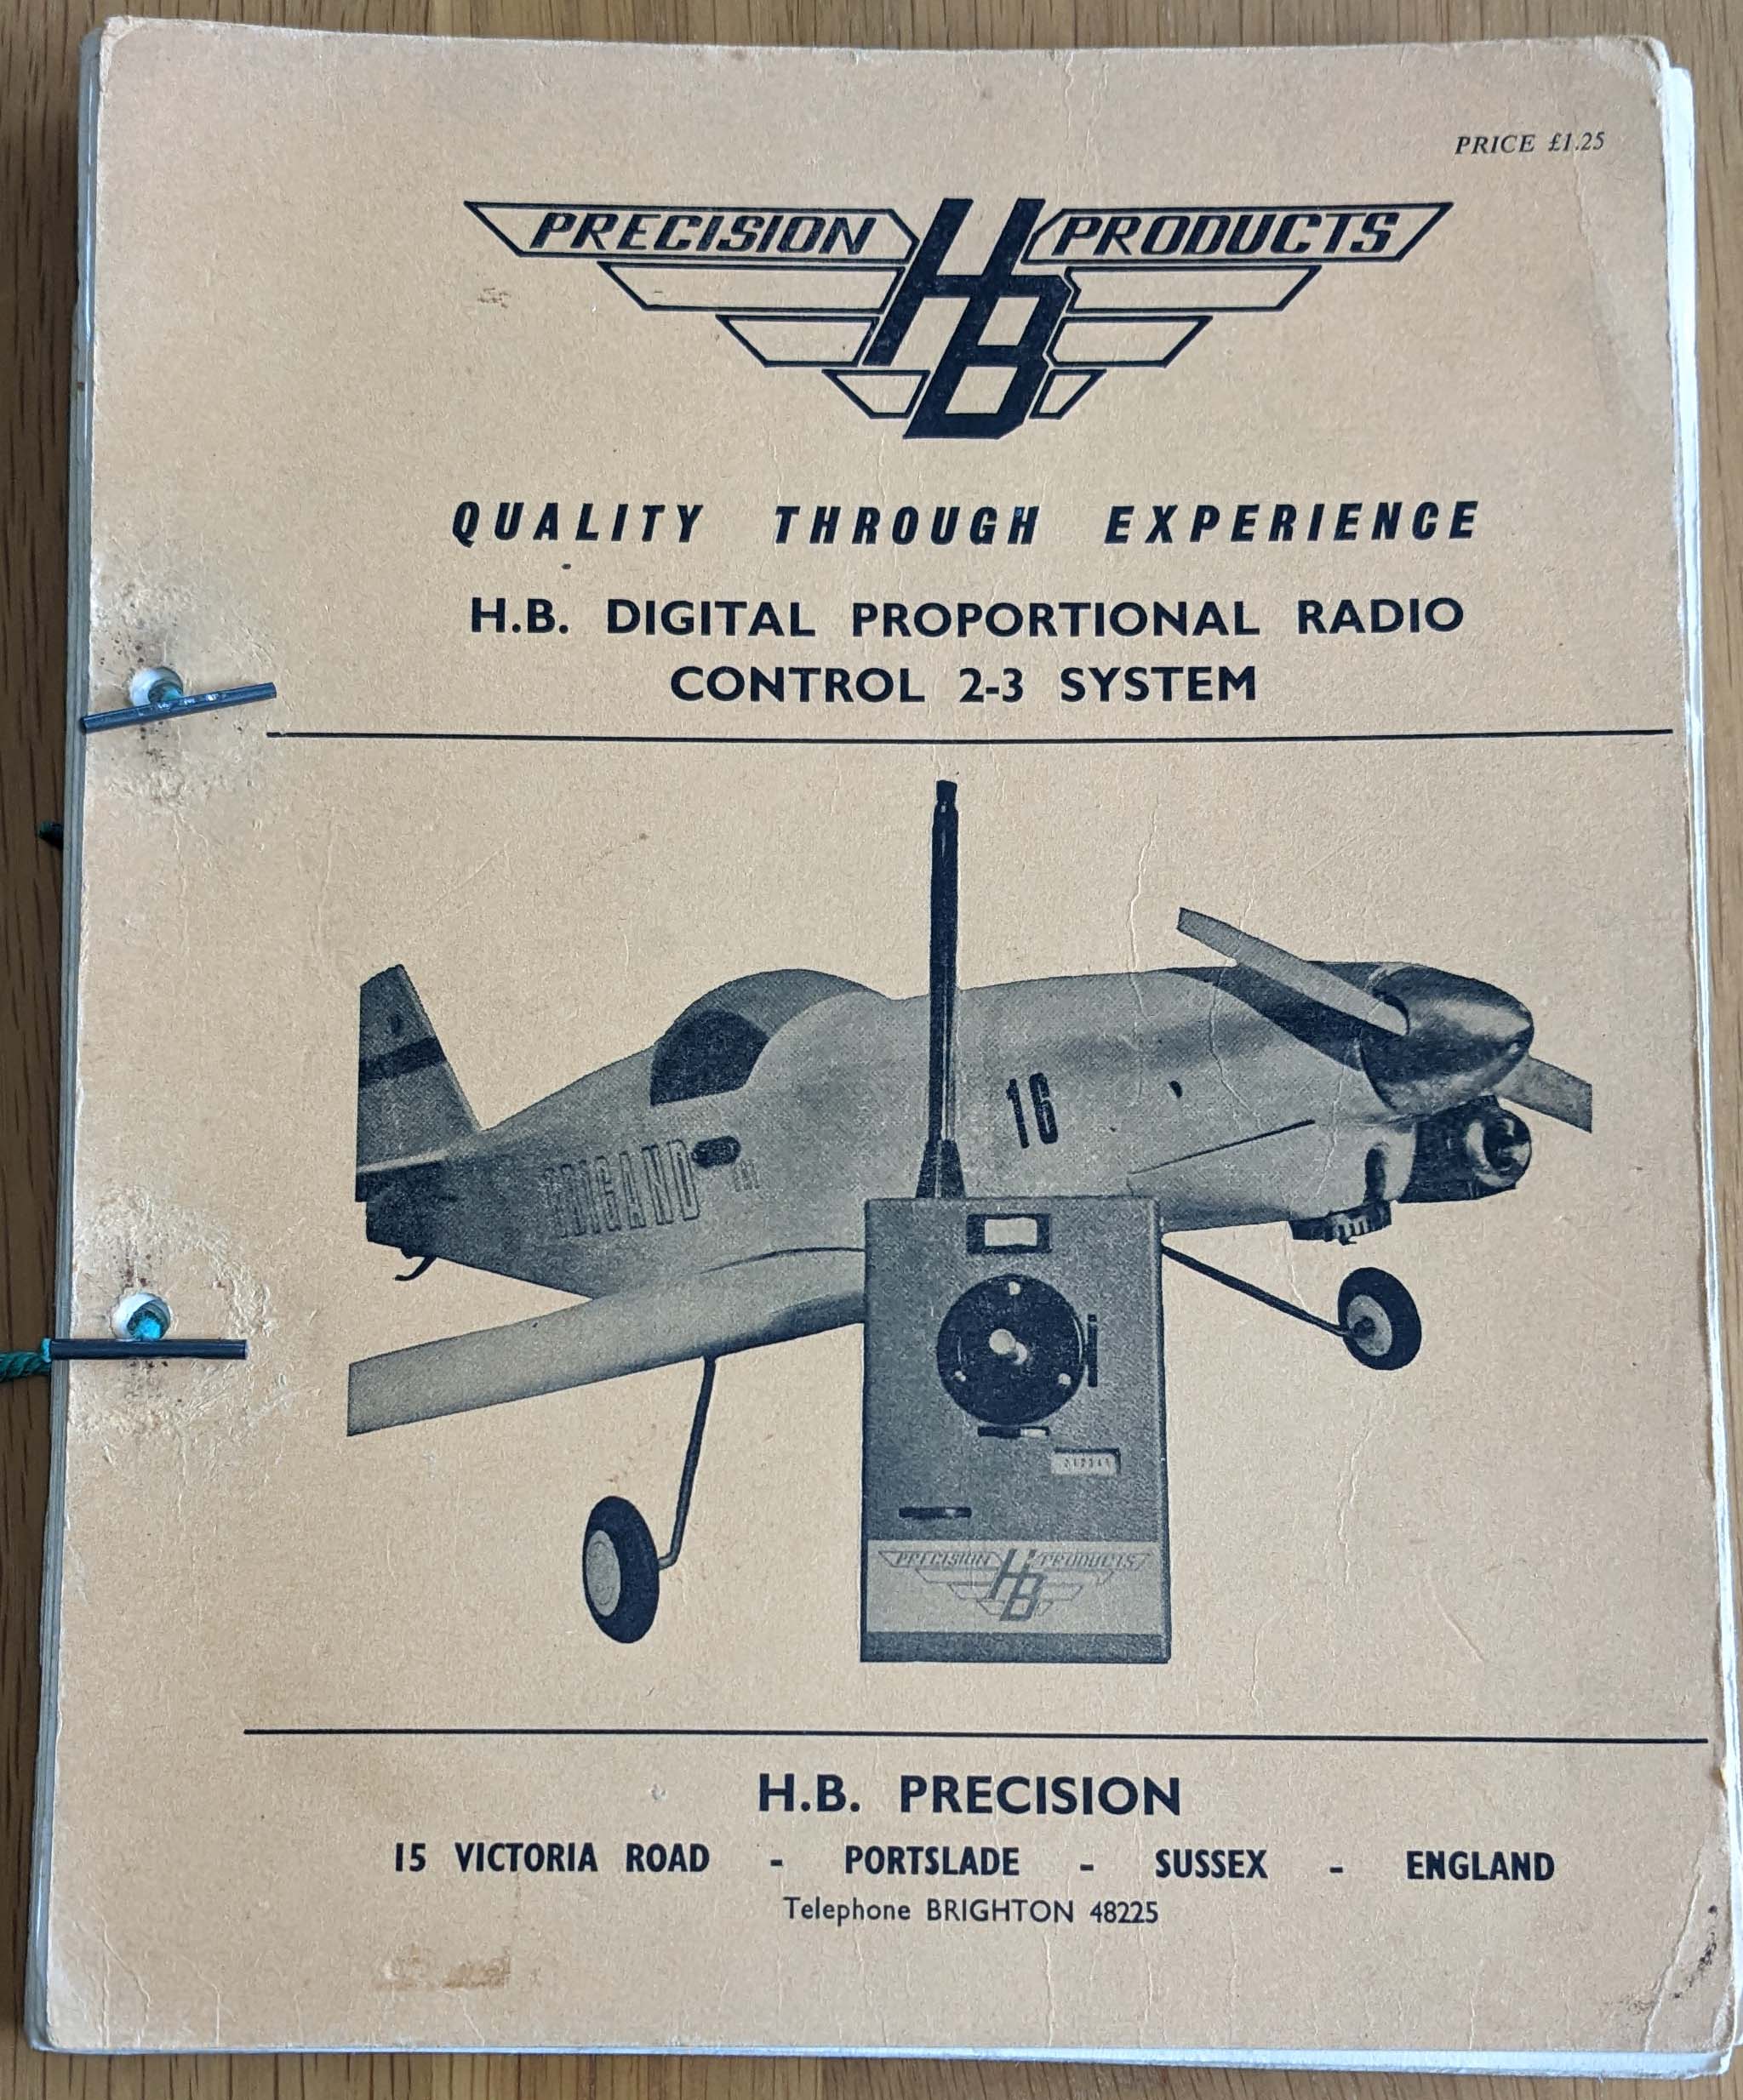 PRICE £1.25
PRECISION HB PRODUCTS
QUALITY THROUGH EXPERIENCE
H.B. DIGITAL PROPORTIONAL RADIO
CONTROL 2-3 SYSTEM
16
BRIGAND
PRECISION HB PRODUCTS
H.B. PRECISION
15 VICTORIA ROAD - PORTSLADE - SUSSEX - ENGLAND
Telephone BRIGHTON 48225